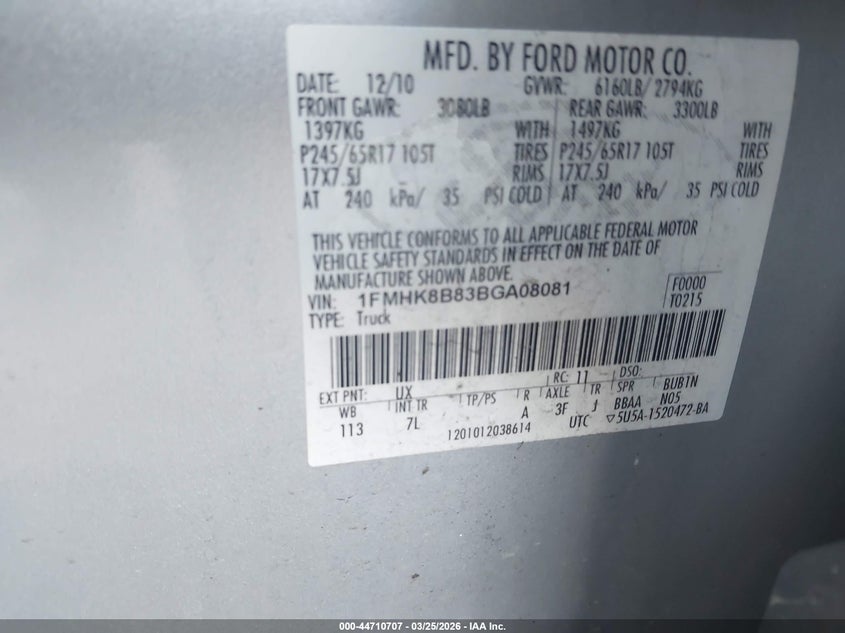 MFD. BY FORD MOTOR CO.
DATE: 12/10 GVWR: 6160LB/ 2794KG
FRONT GAWR: 3080LB REAR GAWR: 3300LB
1397KG WITH 1497KG WITH
P245/65R17 105T TIRES P245/65R17 105T TIRES
17X7.5J RIMS 17X7.5J RIMS
AT 240 kPa/ 35 PSI COLD AT 240 kPa/ 35 PSI COLD
THIS VEHICLE CONFORMS TO ALL APPLICABLE FEDERAL MOTOR
VEHICLE SAFETY STANDARDS IN EFFECT ON THE DATE OF
MANUFACTURE SHOWN ABOVE.
VIN: 1FMHK8B83BGA08081 F0000
TYPE: Truck T0215
EXT PNT: UX RC: 11 DSO:
WB INT TR TP/PS R AXLE TR SPR BUB1N
113 7L A 3F J BBAA N05
1201012038614 UTC ▽5U5A-1520472-BA
000-44710707 — 03/25/2026 — IAA Inc.